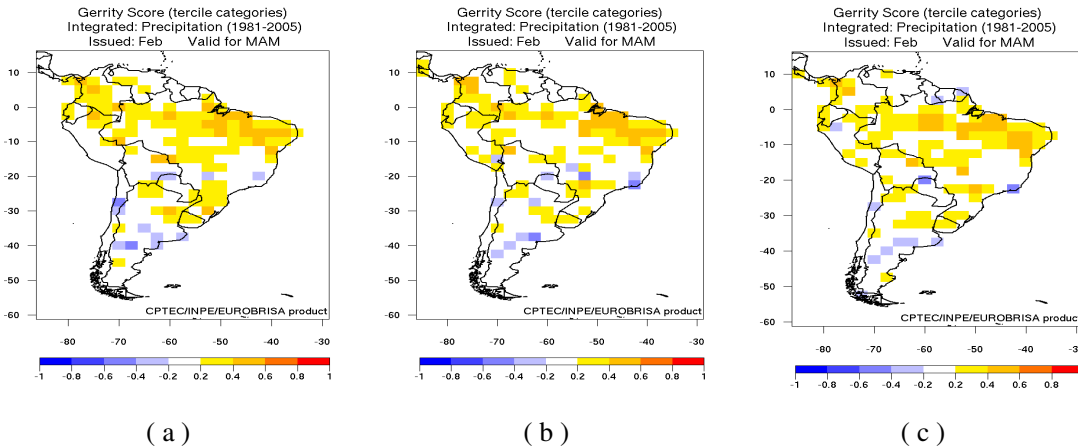 Gerrity Score (tercile categories)
Integrated: Precipitation (1981-2005)
Issued: Feb Valid for MAM
10
0
-10
-20
-30
-40
-50
-60
CPTEC/INPE/EUROBRISA product
-80 -70 -60 -50 -40 -30
-1 -0.8 -0.6 -0.4 -0.2 0.2 0.4 0.6 0.8 1
( a )
Gerrity Score (tercile categories)
Integrated: Precipitation (1981-2005)
Issued: Feb Valid for MAM
10
0
-10
-20
-30
-40
-50
-60
CPTEC/INPE/EUROBRISA product
-80 -70 -60 -50 -40 -30
-1 -0.8 -0.6 -0.4 -0.2 0.2 0.4 0.6 0.8 1
( b )
Gerrity Score (tercile categories)
Integrated: Precipitation (1981-2005)
Issued: Feb Valid for MAM
10
0
-10
-20
-30
-40
-50
-60
CPTEC/INPE/EUROBRISA product
-80 -70 -60 -50 -40 -30
-1 -0.8 -0.6 -0.4 -0.2 0.2 0.4 0.6 0.8
( c )